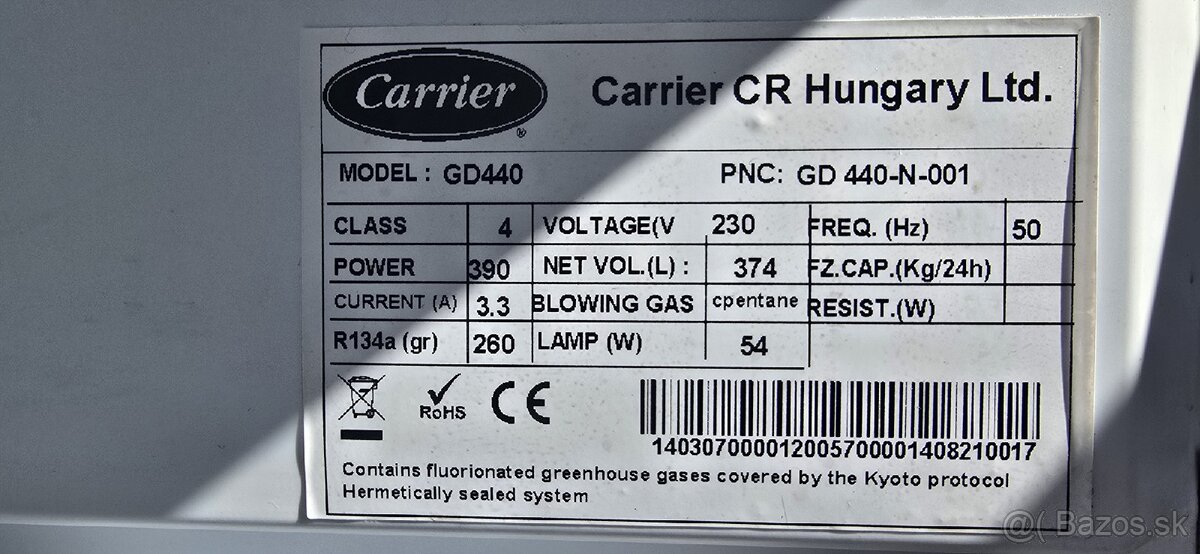 Carrier ®
Carrier CR Hungary Ltd.
MODEL : GD440 PNC: GD 440-N-001
CLASS 4 VOLTAGE(V 230 FREQ. (Hz) 50
POWER 390 NET VOL.(L) : 374 FZ.CAP.(Kg/24h)
CURRENT (A) 3.3 BLOWING GAS cpentane RESIST.(W)
R134a (gr) 260 LAMP (W) 54
RoHS CE
140307000012005700001408210017
Contains fluorionated greenhouse gases covered by the Kyoto protocol
Hermetically sealed system
@( Bazos.sk